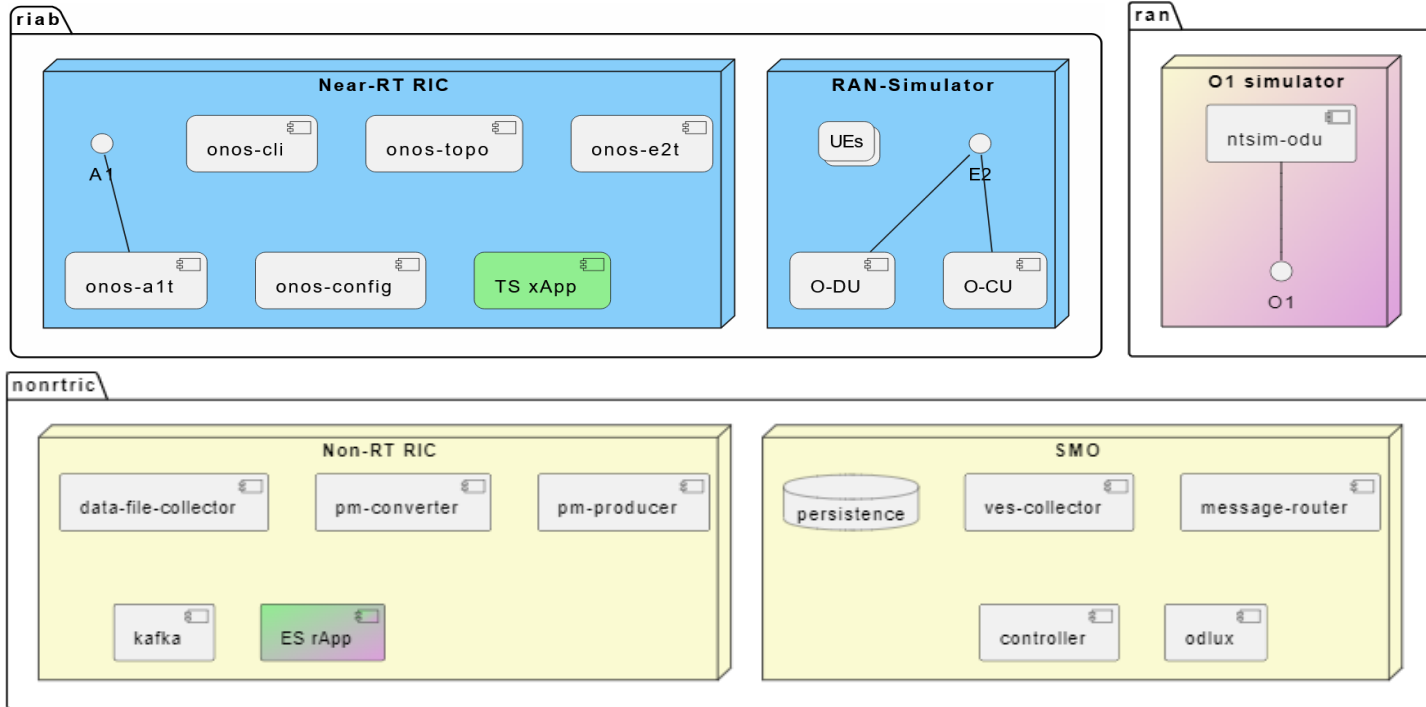 riab
Near-RT RIC
A1
onos-cli
onos-topo
onos-e2t
onos-a1t
onos-config
TS xApp
RAN-Simulator
UEs
E2
O-DU
O-CU
ran
O1 simulator
ntsim-odu
O1
nonrtric
Non-RT RIC
data-file-collector
pm-converter
pm-producer
kafka
ES rApp
SMO
persistence
ves-collector
message-router
controller
odlux